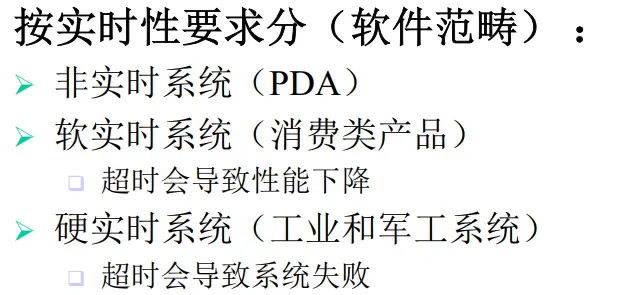 按实时性要求分（软件范畴）：
非实时系统（PDA）
软实时系统（消费类产品）
超时会导致性能下降
硬实时系统（工业和军工系统）
超时会导致系统失败